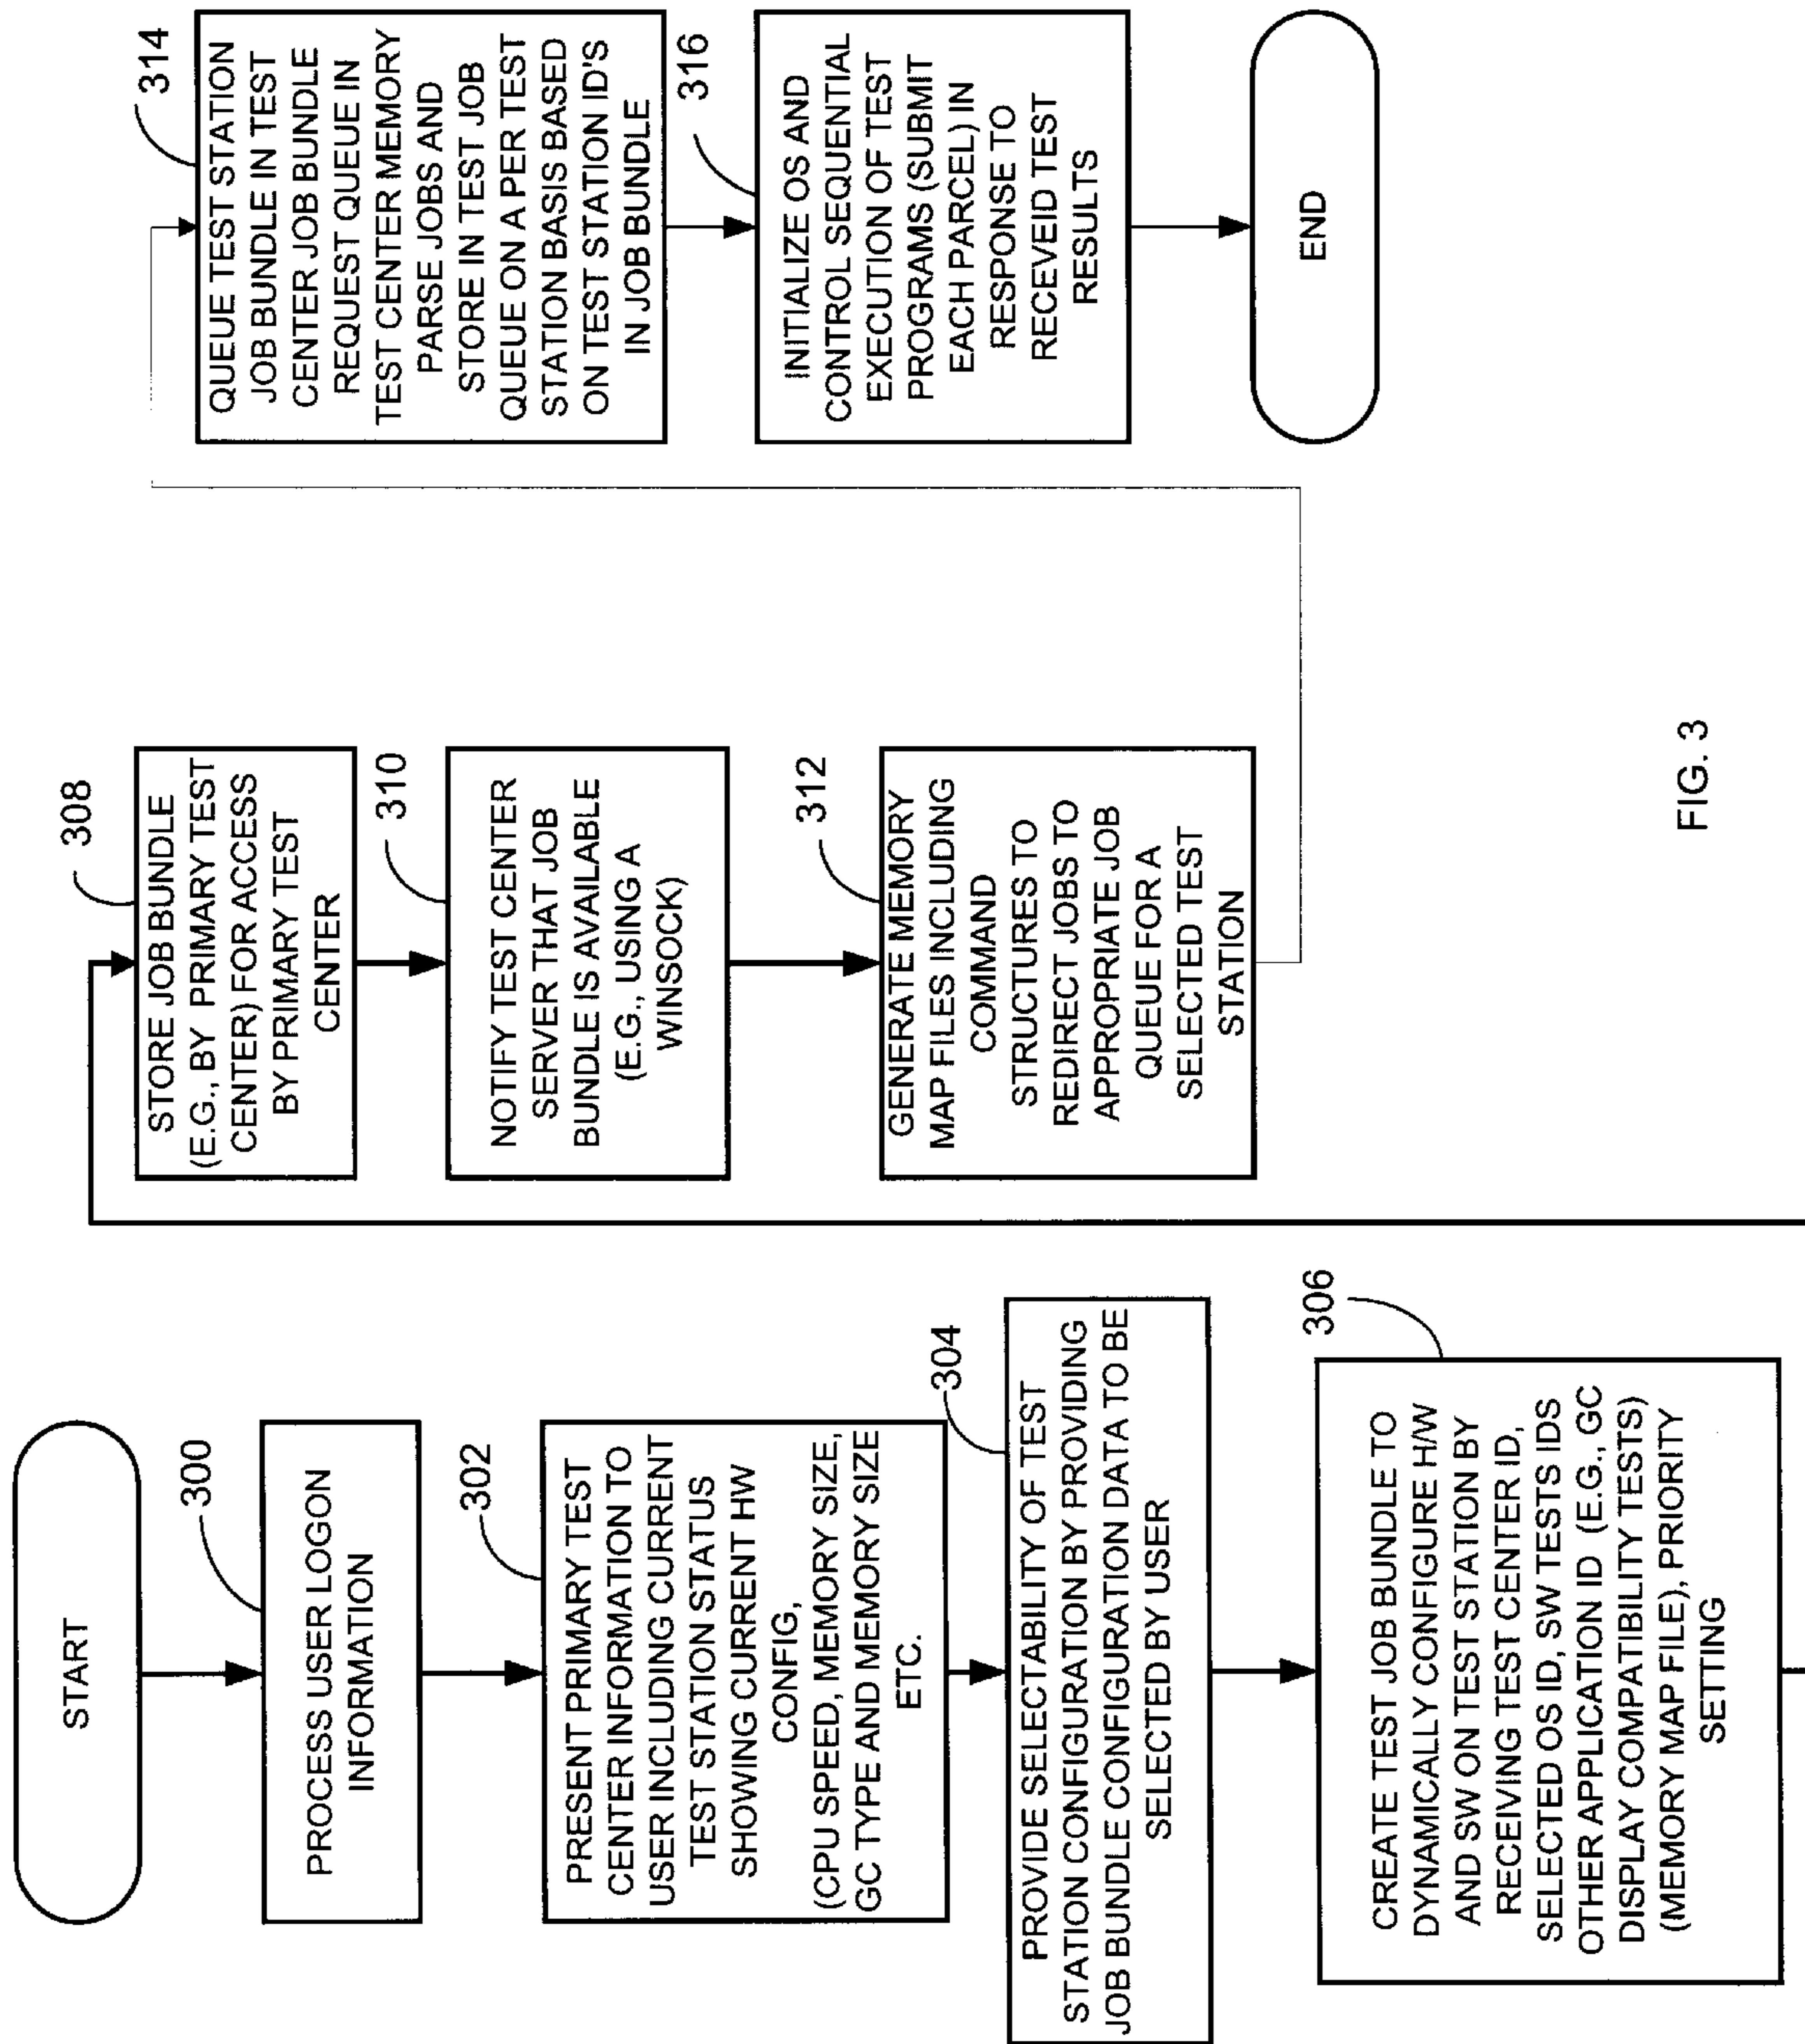 START
300
PROCESS USER LOGON
INFORMATION
302
PRESENT PRIMARY TEST
CENTER INFORMATION TO
USER INCLUDING CURRENT
TEST STATION STATUS
SHOWING CURRENT HW
CONFIG,
(CPU SPEED, MEMORY SIZE,
GC TYPE AND MEMORY SIZE
ETC.
304
PROVIDE SELECTABILITY OF TEST
STATION CONFIGURATION BY PROVIDING
JOB BUNDLE CONFIGURATION DATA TO BE
SELECTED BY USER
306
CREATE TEST JOB BUNDLE TO
DYNAMICALLY CONFIGURE H/W
AND SW ON TEST STATION BY
RECEIVING TEST CENTER ID,
SELECTED OS ID, SW TESTS IDS
OTHER APPLICATION ID (E.G., GC
DISPLAY COMPATIBILITY TESTS)
(MEMORY MAP FILE), PRIORITY
SETTING
308
STORE JOB BUNDLE
(E.G., BY PRIMARY TEST
CENTER) FOR ACCESS
BY PRIMARY TEST
CENTER
310
NOTIFY TEST CENTER
SERVER THAT JOB
BUNDLE IS AVAILABLE
(E.G., USING A
WINSOCK)
312
GENERATE MEMORY
MAP FILES INCLUDING
COMMAND
STRUCTURES TO
REDIRECT JOBS TO
APPROPRIATE JOB
QUEUE FOR A
SELECTED TEST
STATION
314
QUEUE TEST STATION
JOB BUNDLE IN TEST
CENTER JOB BUNDLE
REQUEST QUEUE IN
TEST CENTER MEMORY
PARSE JOBS AND
STORE IN TEST JOB
QUEUE ON A PER TEST
STATION BASIS BASED
ON TEST STATION ID'S
IN JOB BUNDLE
316
INITIALIZE OS AND
CONTROL SEQUENTIAL
EXECUTION OF TEST
PROGRAMS (SUBMIT
EACH PARCEL) IN
RESPONSE TO
RECEVEID TEST
RESULTS
END
FIG. 3